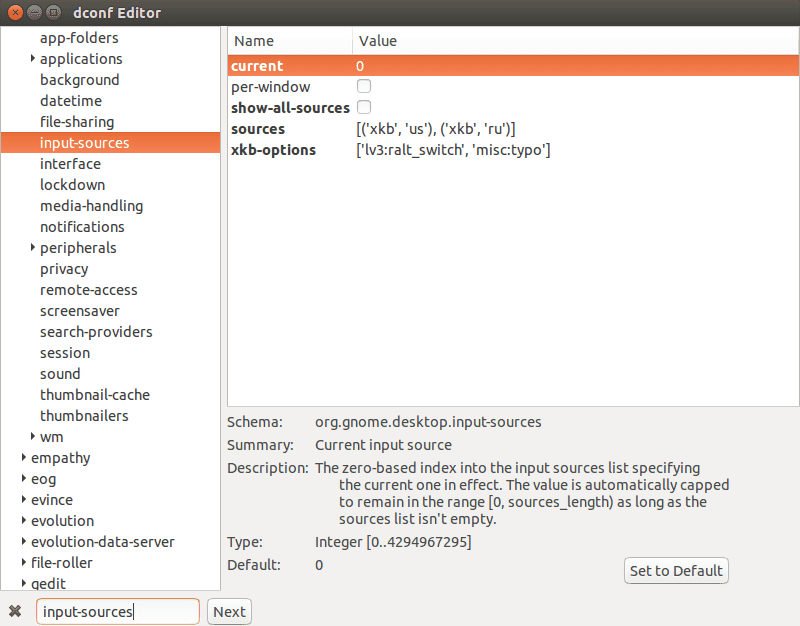 dconf Editor
app-folders
applications
background
datetime
file-sharing
input-sources
interface
lockdown
media-handling
notifications
peripherals
privacy
remote-access
screensaver
search-providers
session
sound
thumbnail-cache
thumbnailers
wm
empathy
eog
evince
evolution
evolution-data-server
file-roller
gedit
Name Value
current 0
per-window
show-all-sources
sources [('xkb', 'us'), ('xkb', 'ru')]
xkb-options ['lv3:ralt_switch', 'misc:typo']
Schema: org.gnome.desktop.input-sources
Summary: Current input source
Description: The zero-based index into the input sources list specifying
the current one in effect. The value is automatically capped
to remain in the range [0, sources_length) as long as the
sources list isn't empty.
Type: Integer [0..4294967295]
Default: 0
Set to Default
input-sources
Next